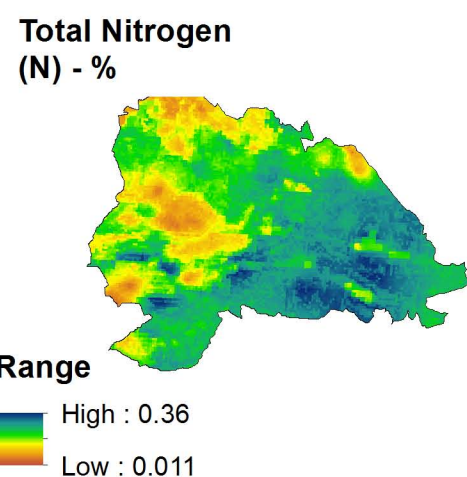 Total Nitrogen
(N) - %
Range
High : 0.36
Low : 0.011